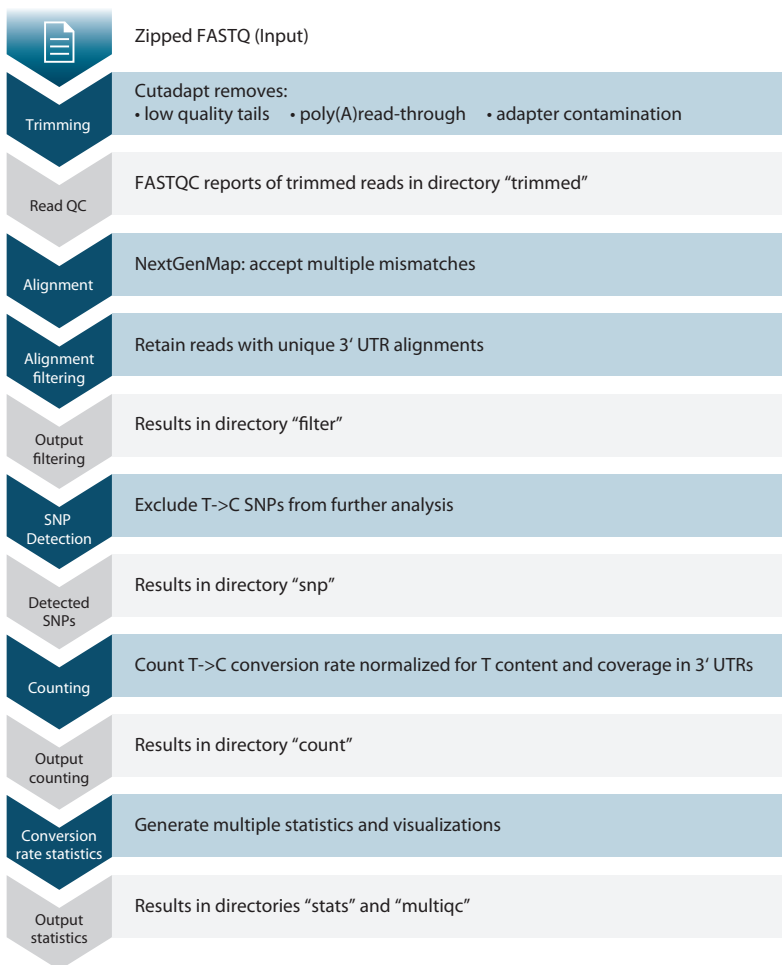 Zipped FASTQ (Input)
Trimming
Cutadapt removes:
• low quality tails • poly(A)read-through • adapter contamination
Read QC
FASTQC reports of trimmed reads in directory “trimmed”
Alignment
NextGenMap: accept multiple mismatches
Alignment
filtering
Retain reads with unique 3‘ UTR alignments
Output
filtering
Results in directory “filter”
SNP
Detection
Exclude T->C SNPs from further analysis
Detected
SNPs
Results in directory “snp”
Counting
Count T->C conversion rate normalized for T content and coverage in 3‘ UTRs
Output
counting
Results in directory “count”
Conversion
rate statistics
Generate multiple statistics and visualizations
Output
statistics
Results in directories “stats” and “multiqc”